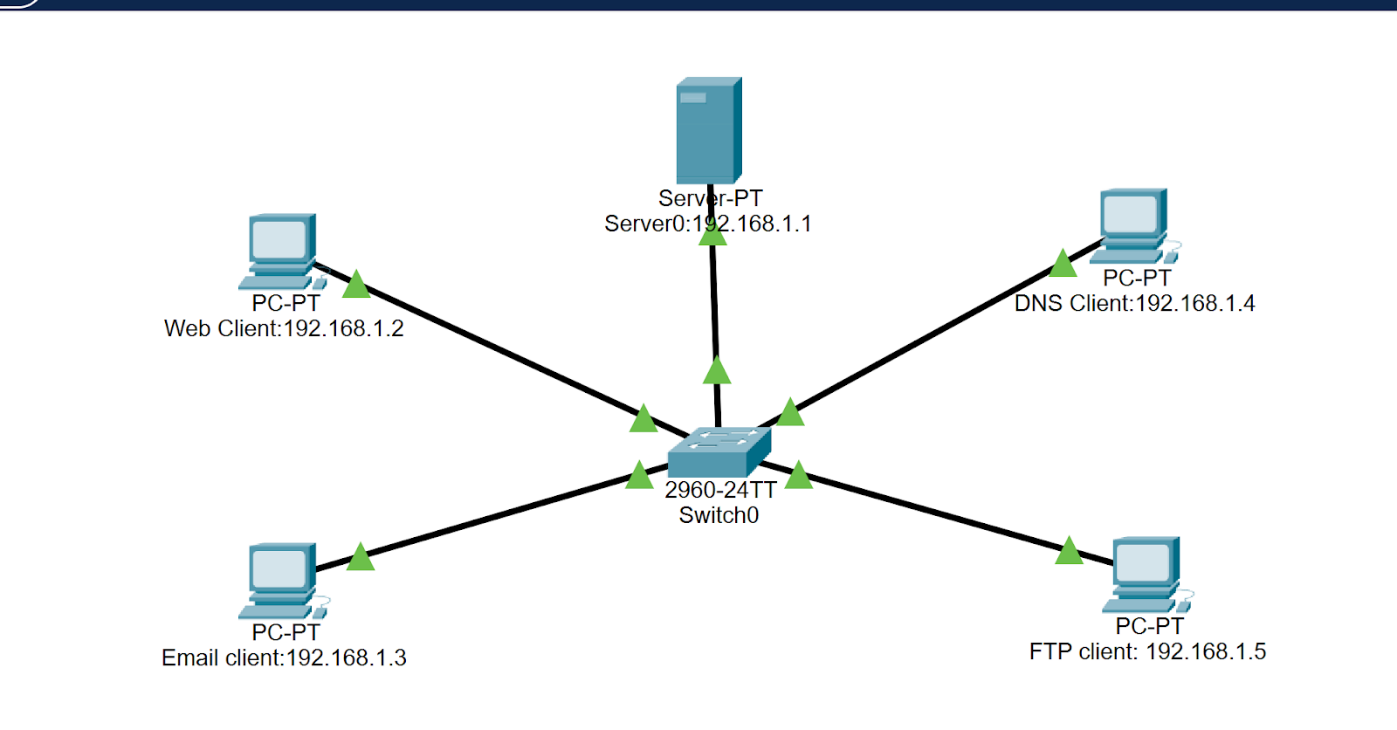 Server-PT
Server0:192.168.1.1
PC-PT
Web Client:192.168.1.2
PC-PT
DNS Client:192.168.1.4
2960-24TT
Switch0
PC-PT
Email client:192.168.1.3
PC-PT
FTP client: 192.168.1.5